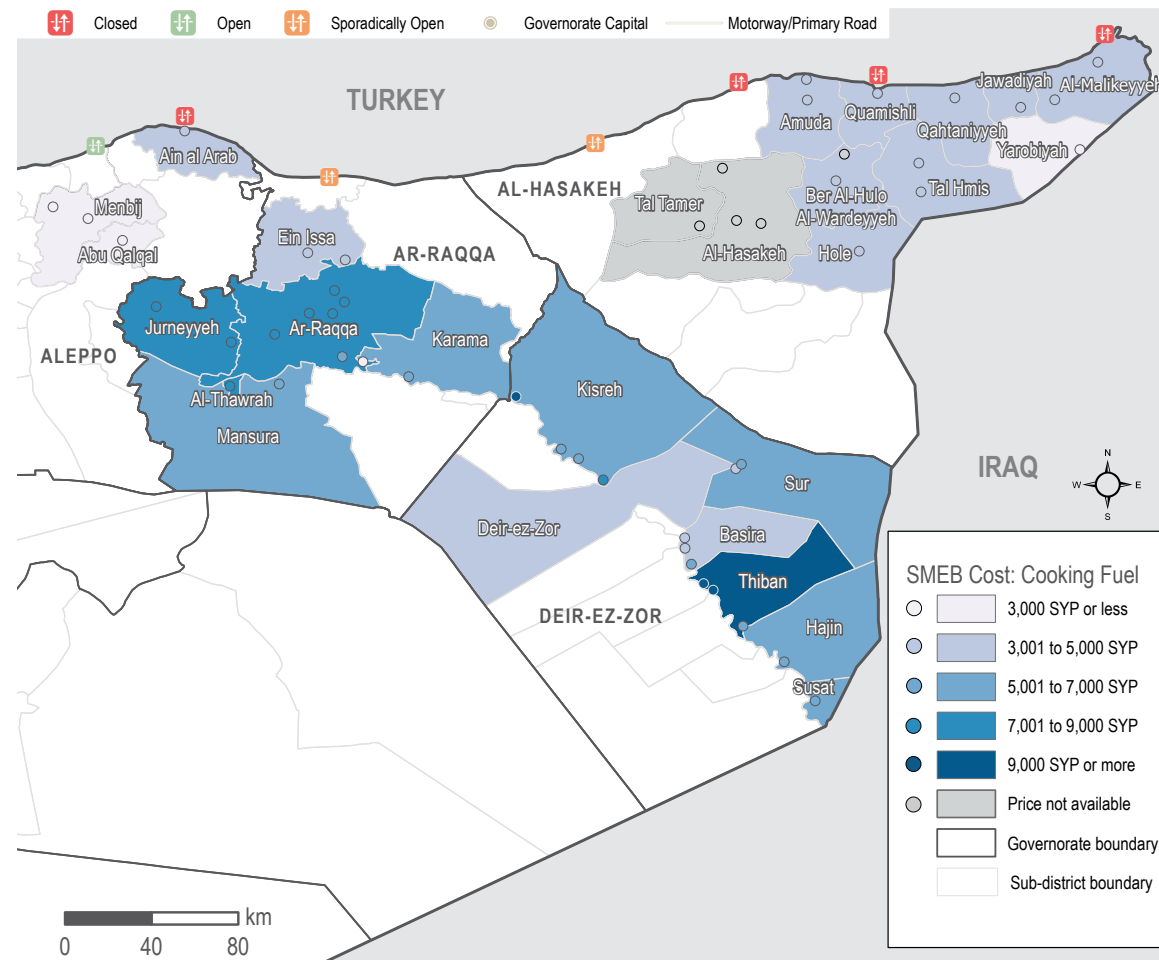 Closed
Open
Sporadically Open
Governorate Capital
Motorway/Primary Road
TURKEY
Jawadiyah
Al-Malikeyyeh
Quamishli
Amuda
Qahtaniyyeh
Yarobiyah
Ain al Arab
AL-HASAKEH
Tal Tamer
Ber Al-Hulo
Al-Wardeyyeh
Tal Hmis
Menbij
Abu Qalqal
Ein Issa
AR-RAQQA
Al-Hasakeh
Hole
Jurneyyeh
Ar-Raqqa
Karama
ALEPPO
Kisreh
Al-Thawrah
Mansura
IRAQ
N
W
E
S
Sur
Deir-ez-Zor
Basira
Thiban
DEIR-EZ-ZOR
Hajin
Susat
SMEB Cost: Cooking Fuel
3,000 SYP or less
3,001 to 5,000 SYP
5,001 to 7,000 SYP
7,001 to 9,000 SYP
9,000 SYP or more
Price not available
Governorate boundary
Sub-district boundary
km
0 40 80